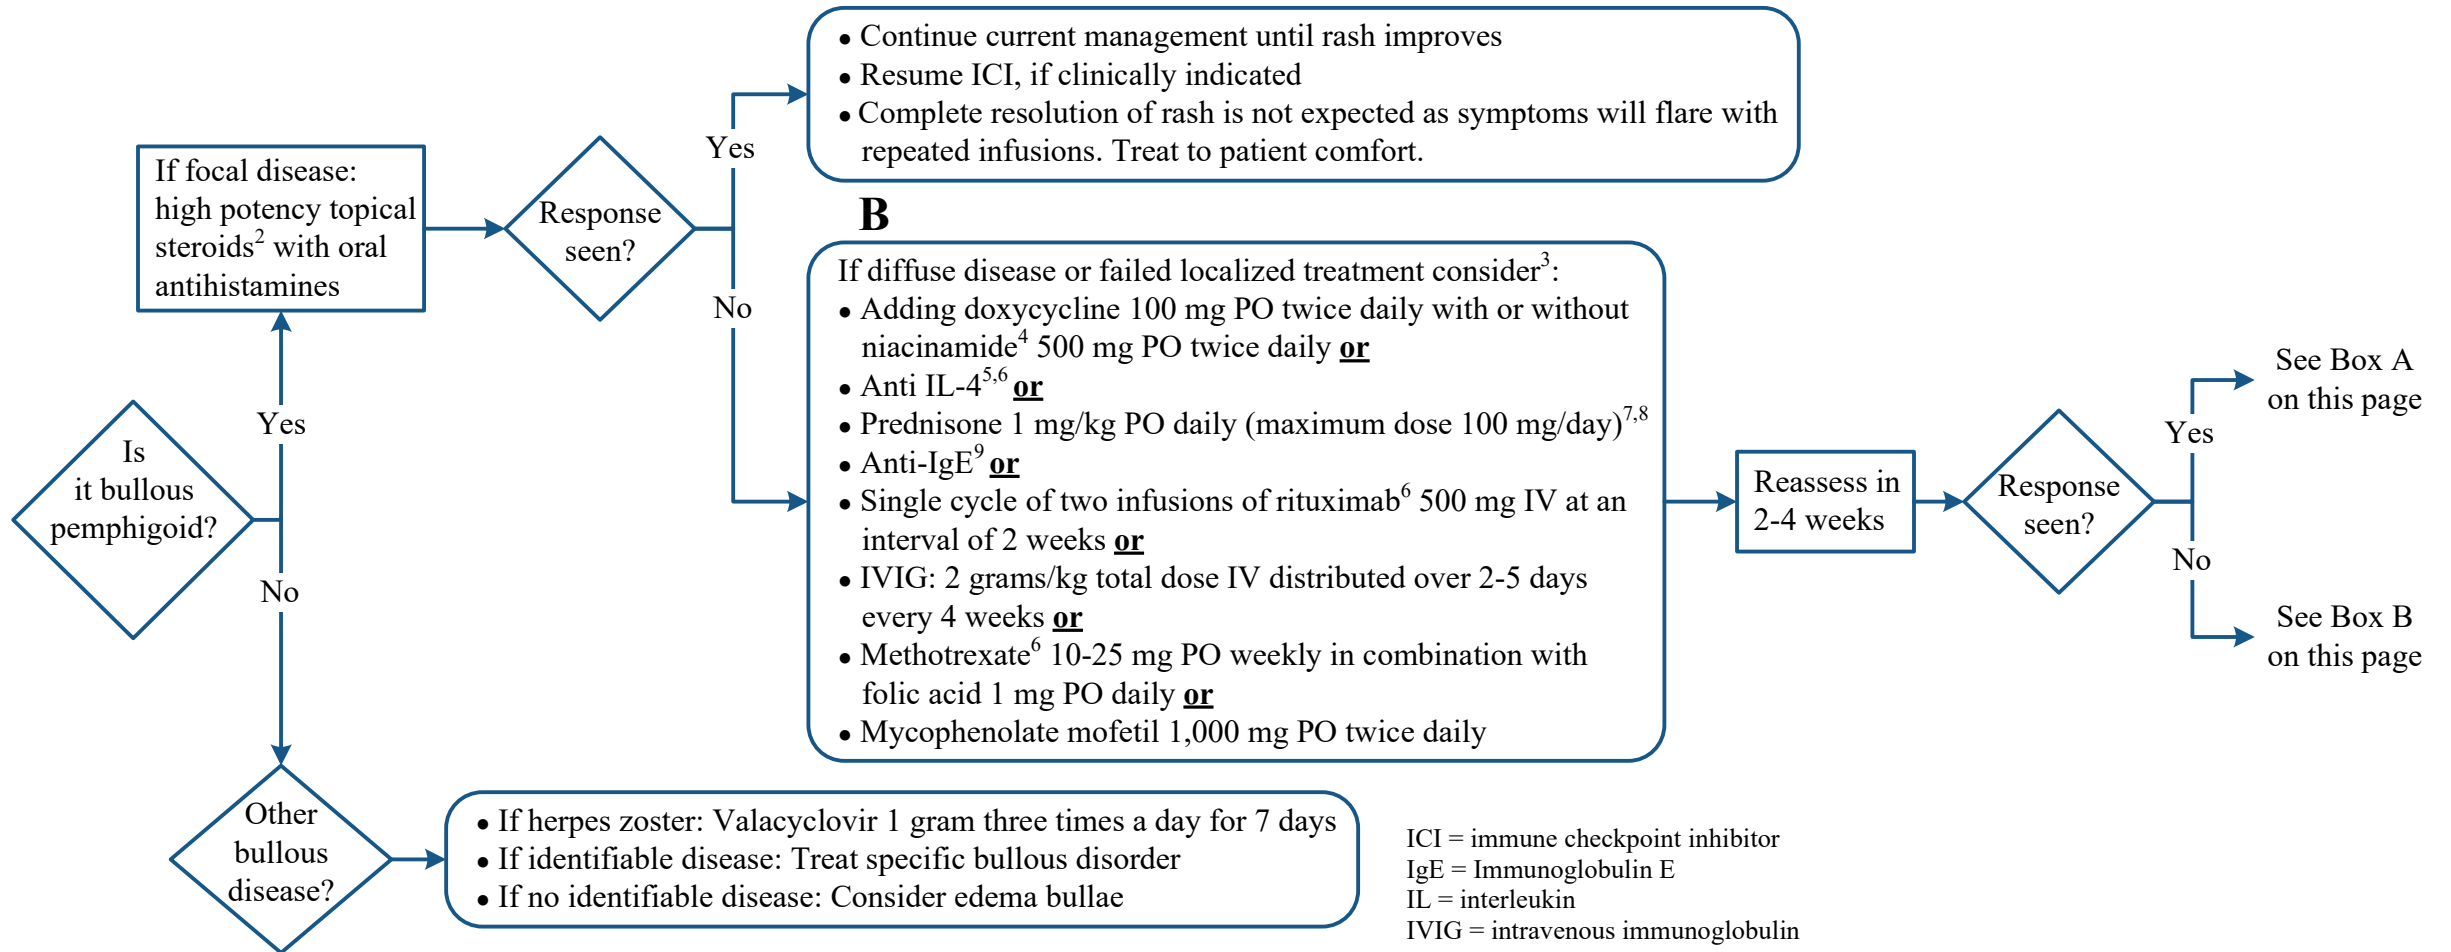 • Continue current management until rash improves
• Resume ICI, if clinically indicated
• Complete resolution of rash is not expected as symptoms will flare with
repeated infusions. Treat to patient comfort.
If focal disease:
high potency topical
steroids2 with oral
antihistamines
Response
seen?
Yes
No
B
If diffuse disease or failed localized treatment consider3:
• Adding doxycycline 100 mg PO twice daily with or without
niacinamide4 500 mg PO twice daily or
• Anti IL-45,6 or
• Prednisone 1 mg/kg PO daily (maximum dose 100 mg/day)7,8
• Anti-IgE9 or
• Single cycle of two infusions of rituximab6 500 mg IV at an
interval of 2 weeks or
• IVIG: 2 grams/kg total dose IV distributed over 2-5 days
every 4 weeks or
• Methotrexate6 10-25 mg PO weekly in combination with
folic acid 1 mg PO daily or
• Mycophenolate mofetil 1,000 mg PO twice daily
Is
it bullous
pemphigoid?
Yes
No
Reassess in
2-4 weeks
Response
seen?
Yes
No
See Box A
on this page
See Box B
on this page
Other
bullous
disease?
• If herpes zoster: Valacyclovir 1 gram three times a day for 7 days
• If identifiable disease: Treat specific bullous disorder
• If no identifiable disease: Consider edema bullae
ICI = immune checkpoint inhibitor
IgE = Immunoglobulin E
IL = interleukin
IVIG = intravenous immunoglobulin